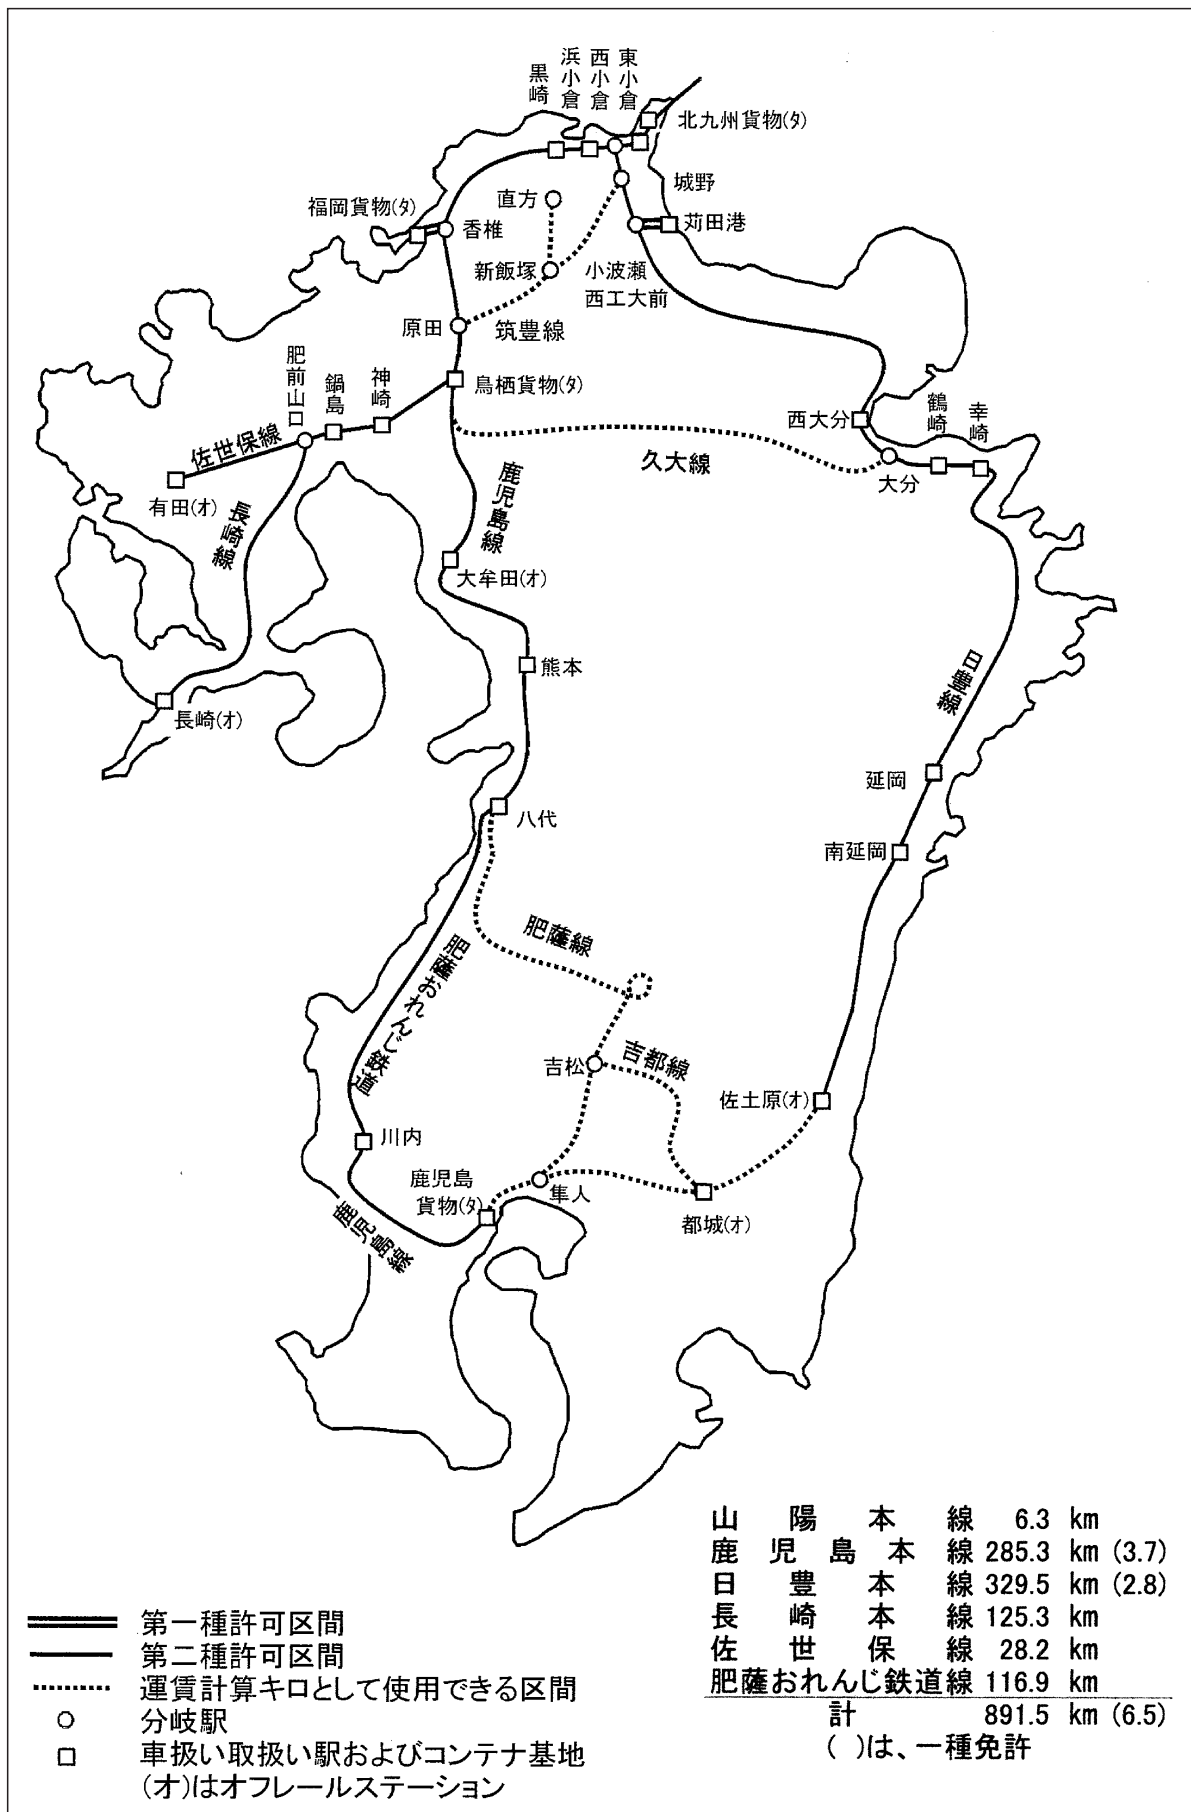 黒崎
浜小倉
西小倉
東小倉
北九州貨物(タ)
城野
直方
福岡貨物(タ)
香椎
苅田港
新飯塚
小波瀬
西工大前
原田
筑豊線
肥前山口
鍋島
神崎
鳥栖貨物(タ)
西大分
鶴崎
幸崎
佐世保線
久大線
大分
有田(オ)
長崎線
鹿児島線
大牟田(オ)
熊本
日豊線
長崎(オ)
延岡
八代
南延岡
肥薩線
肥薩おれんじ鉄道
吉松
吉都線
佐土原(オ)
川内
鹿児島
貨物(タ)
隼人
都城(オ)
鹿児島線
山陽本線 6.3 km
鹿児島本線 285.3 km (3.7)
日豊本線 329.5 km (2.8)
長崎本線 125.3 km
佐世保線 28.2 km
肥薩おれんじ鉄道線 116.9 km
計 891.5 km (6.5)
( )は、一種免許
第一種許可区間
第二種許可区間
運賃計算キロとして使用できる区間
分岐駅
車扱い取扱い駅およびコンテナ基地
(オ)はオフレールステーション